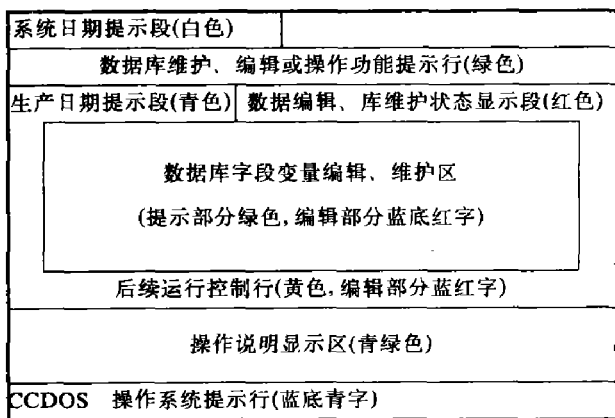 系统日期提示段(白色)
数据库维护、编辑或操作功能提示行(绿色)
生产日期提示段(青色) 数据编辑、库维护状态显示段(红色)
数据库字段变量编辑、维护区
(提示部分绿色,编辑部分蓝底红字)
后续运行控制行(黄色,编辑部分蓝红字)
操作说明显示区(青绿色)
CCDOS 操作系统提示行(蓝底青字)